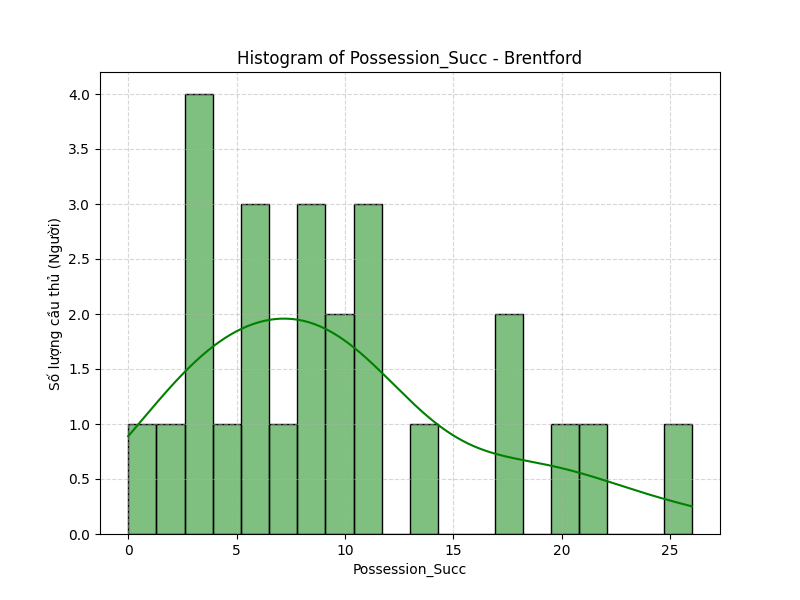 Histogram of Possession_Succ - Brentford
Số lượng cầu thủ (Người)
4.0
3.5
3.0
2.5
2.0
1.5
1.0
0.5
0.0
0 5 10 15 20 25
Possession_Succ